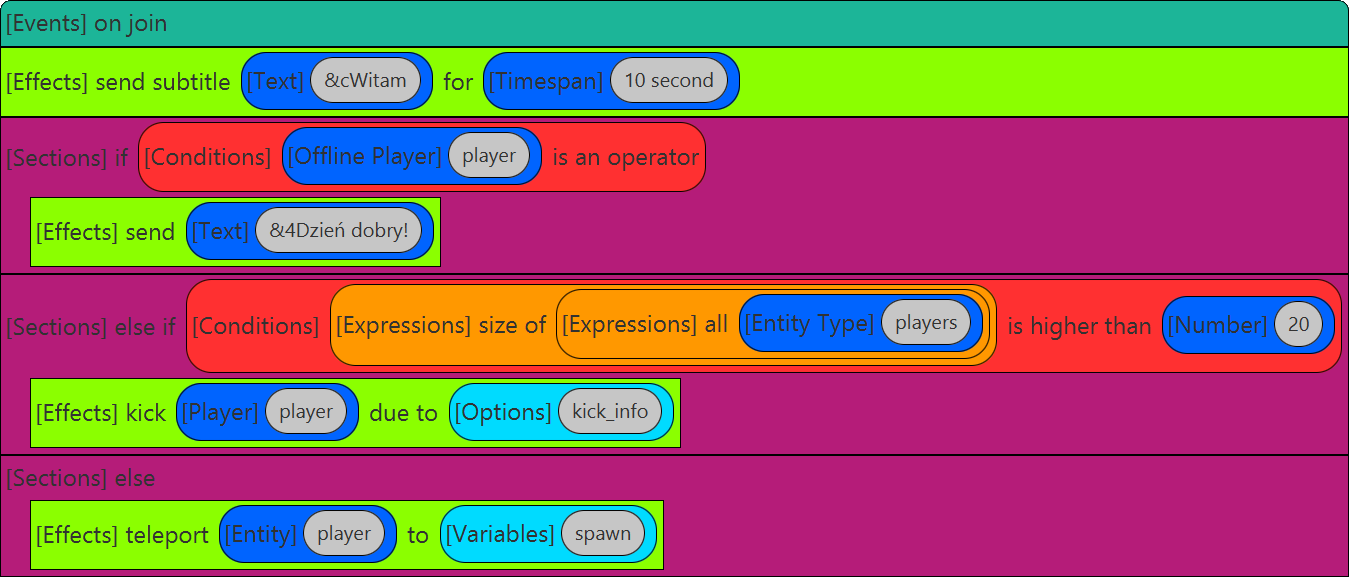 [Events] on join
[Effects] send subtitle [Text] &cWitam for [Timespan] 10 second
[Sections] if [Conditions] [Offline Player] player is an operator
[Effects] send [Text] &4Dzień dobry!
[Sections] else if [Conditions] [Expressions] size of [Expressions] all [Entity Type] players is higher than [Number] 20
[Effects] kick [Player] player due to [Options] kick_info
[Sections] else
[Effects] teleport [Entity] player to [Variables] spawn